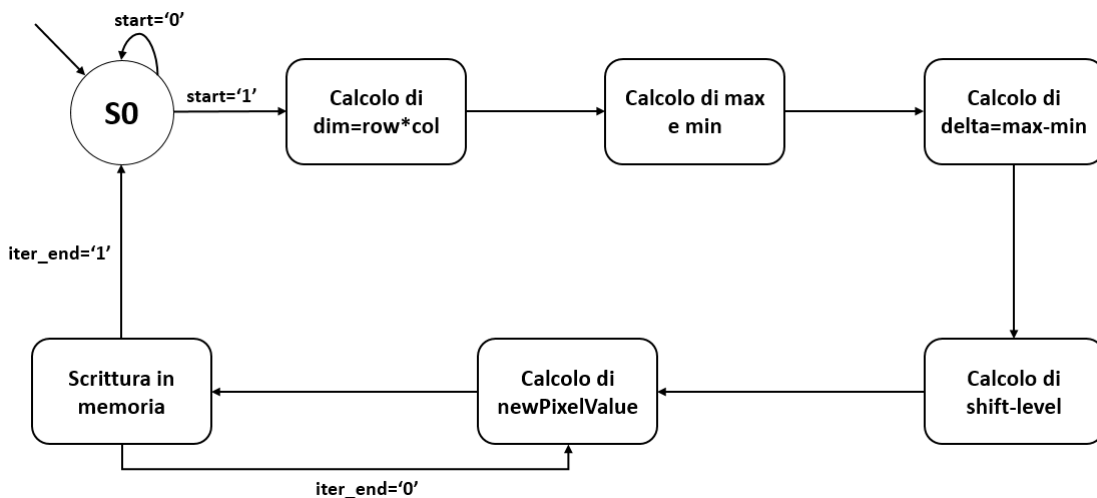 start=‘0’
S0
start=‘1’
Calcolo di
dim=row*col
Calcolo di max
e min
Calcolo di
delta=max-min
iter_end=‘1’
Scrittura in
memoria
Calcolo di
newPixelValue
Calcolo di
shift-level
iter_end=‘0’